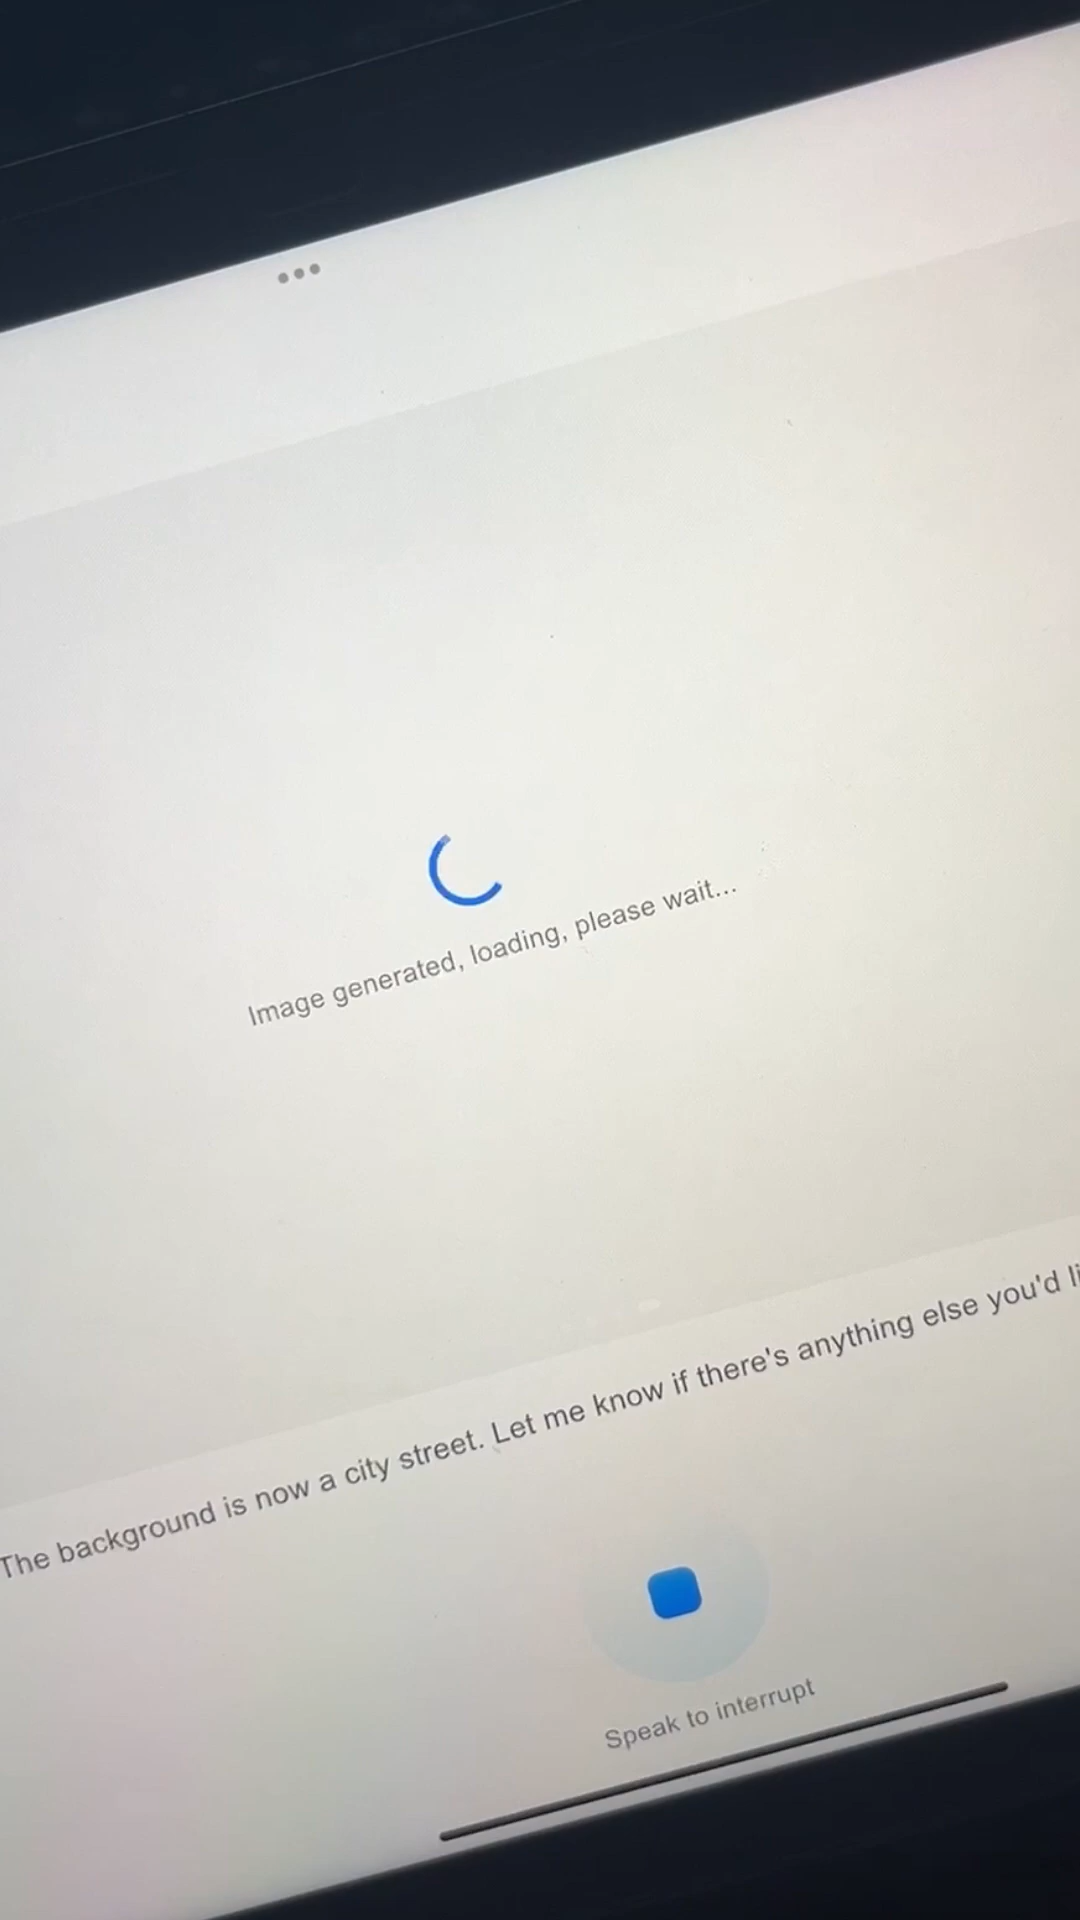 Image generated, loading, please wait...
The background is now a city street. Let me know if there's anything else you'd
Speak to interrupt